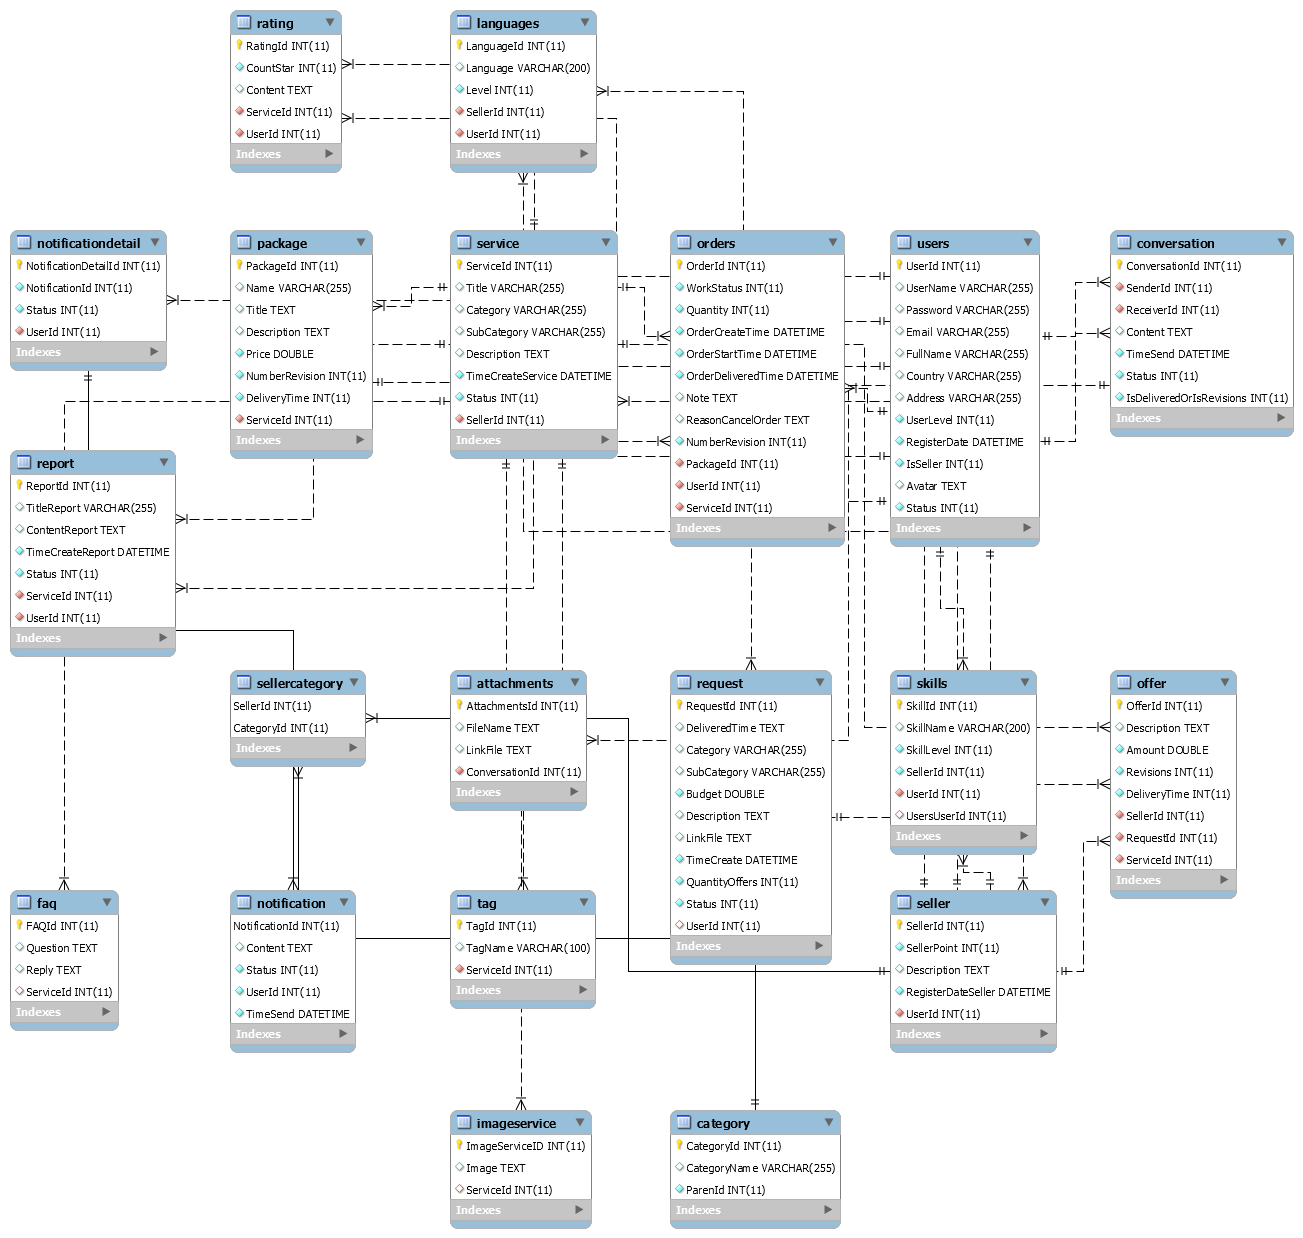 rating
RatingId INT(11)
CountStar INT(11)
Content TEXT
ServiceId INT(11)
UserId INT(11)
Indexes
languages
LanguageId INT(11)
Language VARCHAR(200)
Level INT(11)
SellerId INT(11)
UserId INT(11)
Indexes
notificationdetail
NotificationDetailId INT(11)
NotificationId INT(11)
Status INT(11)
UserId INT(11)
Indexes
package
PackageId INT(11)
Name VARCHAR(255)
Title TEXT
Description TEXT
Price DOUBLE
NumberRevision INT(11)
DeliveryTime INT(11)
ServiceId INT(11)
Indexes
service
ServiceId INT(11)
Title VARCHAR(255)
Category VARCHAR(255)
SubCategory VARCHAR(255)
Description TEXT
TimeCreateService DATETIME
Status INT(11)
SellerId INT(11)
Indexes
orders
OrderId INT(11)
WorkStatus INT(11)
Quantity INT(11)
OrderCreateTime DATETIME
OrderStartTime DATETIME
OrderDeliveredTime DATETIME
Note TEXT
ReasonCancelOrder TEXT
NumberRevision INT(11)
PackageId INT(11)
UserId INT(11)
ServiceId INT(11)
Indexes
users
UserId INT(11)
UserName VARCHAR(255)
Password VARCHAR(255)
Email VARCHAR(255)
FullName VARCHAR(255)
Country VARCHAR(255)
Address VARCHAR(255)
UserLevel INT(11)
RegisterDate DATETIME
IsSeller INT(11)
Avatar TEXT
Status INT(11)
Indexes
conversation
ConversationId INT(11)
SenderId INT(11)
ReceiverId INT(11)
Content TEXT
TimeSend DATETIME
Status INT(11)
IsDeliveredOrIsRevisions INT(11)
Indexes
report
ReportId INT(11)
TitleReport VARCHAR(255)
ContentReport TEXT
TimeCreateReport DATETIME
Status INT(11)
ServiceId INT(11)
UserId INT(11)
Indexes
sellercategory
SellerId INT(11)
CategoryId INT(11)
Indexes
attachments
AttachmentsId INT(11)
FileName TEXT
LinkFile TEXT
ConversationId INT(11)
Indexes
request
RequestId INT(11)
DeliveredTime TEXT
Category VARCHAR(255)
SubCategory VARCHAR(255)
Budget DOUBLE
Description TEXT
LinkFile TEXT
TimeCreate DATETIME
QuantityOffers INT(11)
Status INT(11)
UserId INT(11)
Indexes
skills
SkillId INT(11)
SkillName VARCHAR(200)
SkillLevel INT(11)
SellerId INT(11)
UserId INT(11)
UsersUserId INT(11)
Indexes
offer
OfferId INT(11)
Description TEXT
Amount DOUBLE
Revisions INT(11)
DeliveryTime INT(11)
SellerId INT(11)
RequestId INT(11)
ServiceId INT(11)
Indexes
faq
FAQId INT(11)
Question TEXT
Reply TEXT
ServiceId INT(11)
Indexes
notification
NotificationId INT(11)
Content TEXT
Status INT(11)
UserId INT(11)
TimeSend DATETIME
Indexes
tag
TagId INT(11)
TagName VARCHAR(100)
ServiceId INT(11)
Indexes
seller
SellerId INT(11)
SellerPoint INT(11)
Description TEXT
RegisterDateSeller DATETIME
UserId INT(11)
Indexes
imageservice
ImageServiceID INT(11)
Image TEXT
ServiceId INT(11)
Indexes
category
CategoryId INT(11)
CategoryName VARCHAR(255)
ParenId INT(11)
Indexes